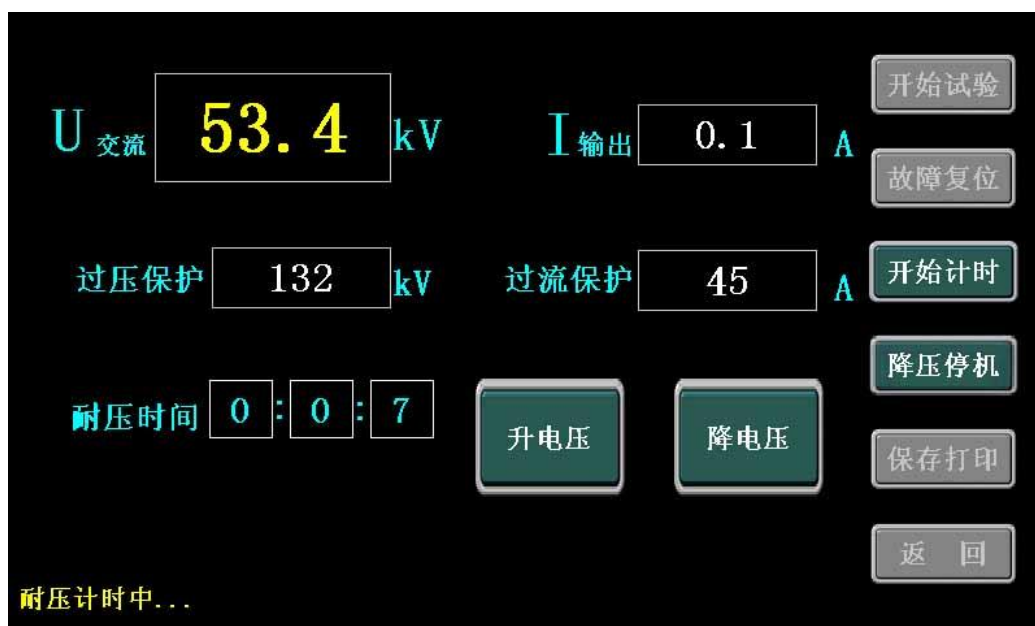 U 交流 53.4 kV I 输出 0.1 A
开始试验
故障复位
过压保护 132 kV 过流保护 45 A
开始计时
降压停机
耐压时间 0 : 0 : 7
升电压 降电压
保存打印
返 回
耐压计时中...